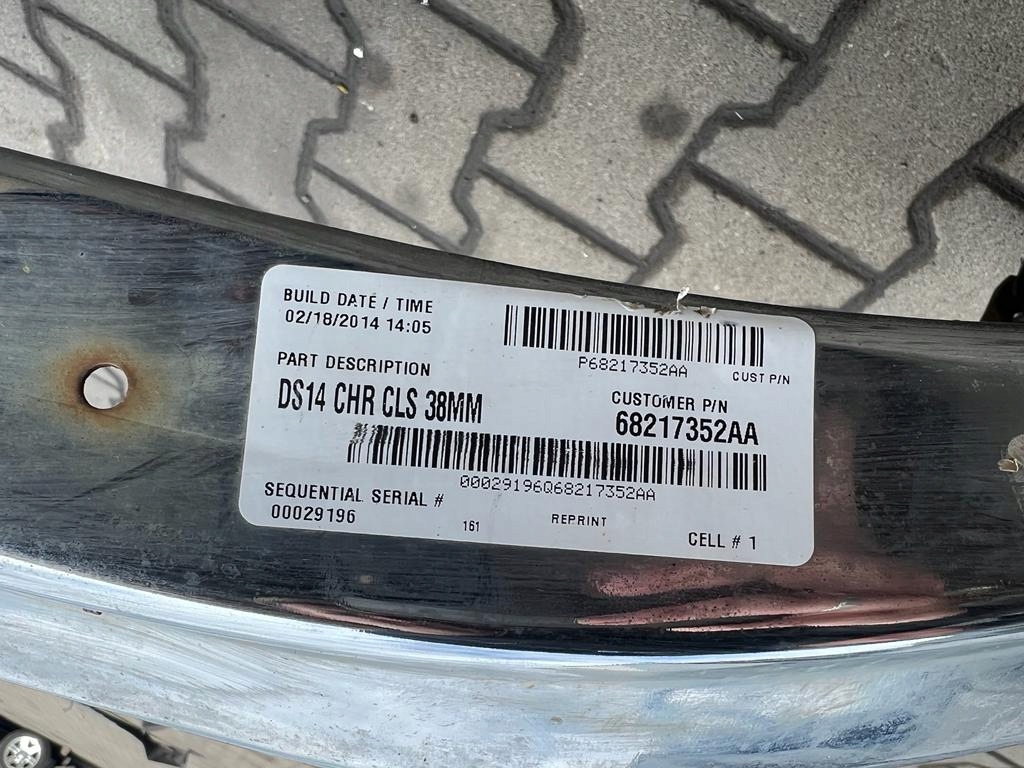 BUILD DATE / TIME
02/18/2014 14:05
P68217352AA
CUST P/N
PART DESCRIPTION
DS14 CHR CLS 38MM
CUSTOMER P/N
68217352AA
00029196Q68217352AA
SEQUENTIAL SERIAL #
00029196
161
REPRINT
CELL # 1